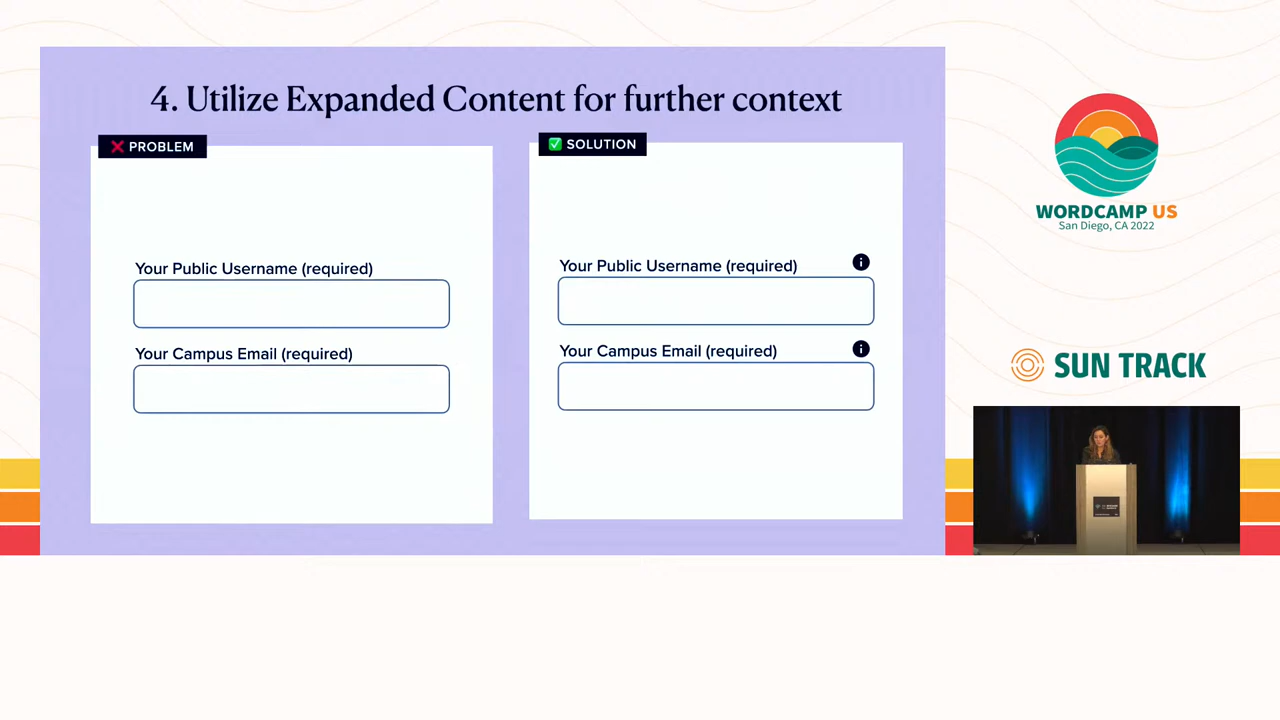 4. Utilize Expanded Content for further context
❌ PROBLEM
Your Public Username (required)
Your Campus Email (required)
✅ SOLUTION
Your Public Username (required)
i
Your Campus Email (required)
i
WORDCAMP US
San Diego, CA 2022
SUN TRACK